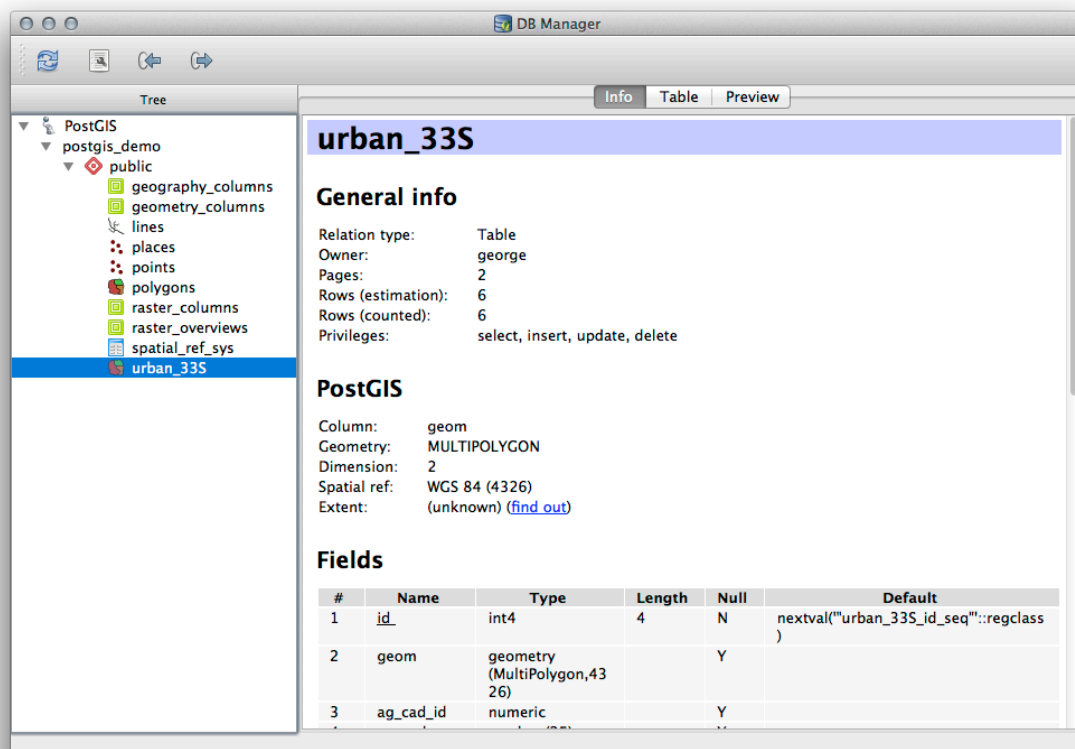 DB Manager
Tree
Info Table Preview
PostGIS
postgis_demo
public
geography_columns
geometry_columns
lines
places
points
polygons
raster_columns
raster_overviews
spatial_ref_sys
urban_33S
urban_33S
General info
Relation type: Table
Owner: george
Pages: 2
Rows (estimation): 6
Rows (counted): 6
Privileges: select, insert, update, delete
PostGIS
Column: geom
Geometry: MULTIPOLYGON
Dimension: 2
Spatial ref: WGS 84 (4326)
Extent: (unknown) (find out)
Fields
# Name Type Length Null Default
1 id int4 4 N nextval('"urban_33S_id_seq"'::regclass
)
2 geom geometry Y
(MultiPolygon,43
26)
3 ag_cad_id numeric Y